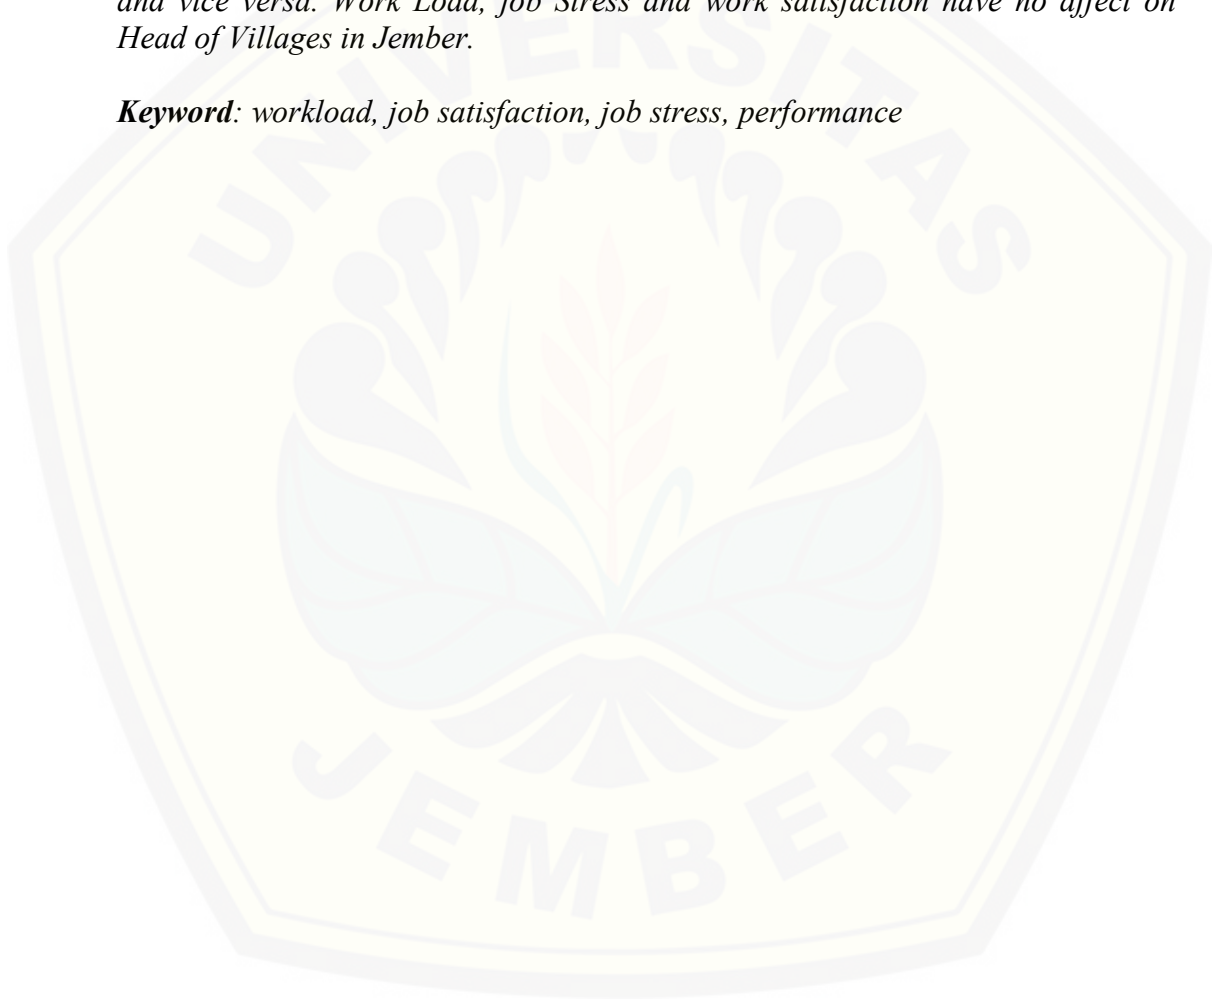 and vice versa. Work Load, job Stress and work satisfaction have no affect on
Head of Villages in Jember.
Keyword: workload, job satisfaction, job stress, performance
UNIVERSITAS
JEMBER